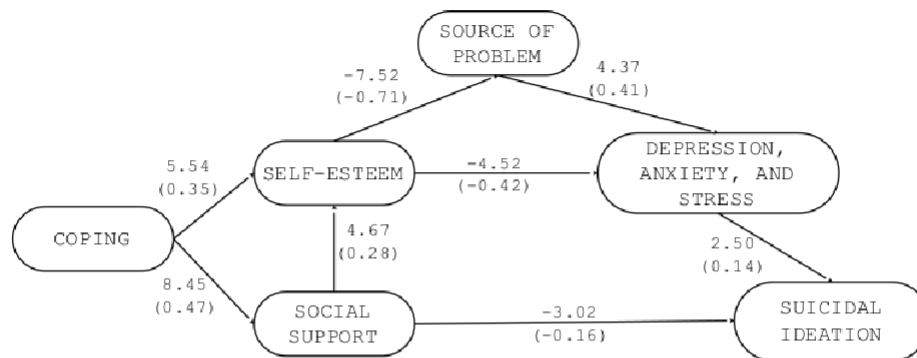 SOURCE OF
PROBLEM
-7.52
(-0.71)
4.37
(0.41)
5.54
(0.35)
SELF-ESTEEM
-4.52
(-0.42)
DEPRESSION,
ANXIETY, AND
STRESS
COPING
4.67
(0.28)
2.50
(0.14)
8.45
(0.47)
SOCIAL
SUPPORT
-3.02
(-0.16)
SUICIDAL
IDEATION